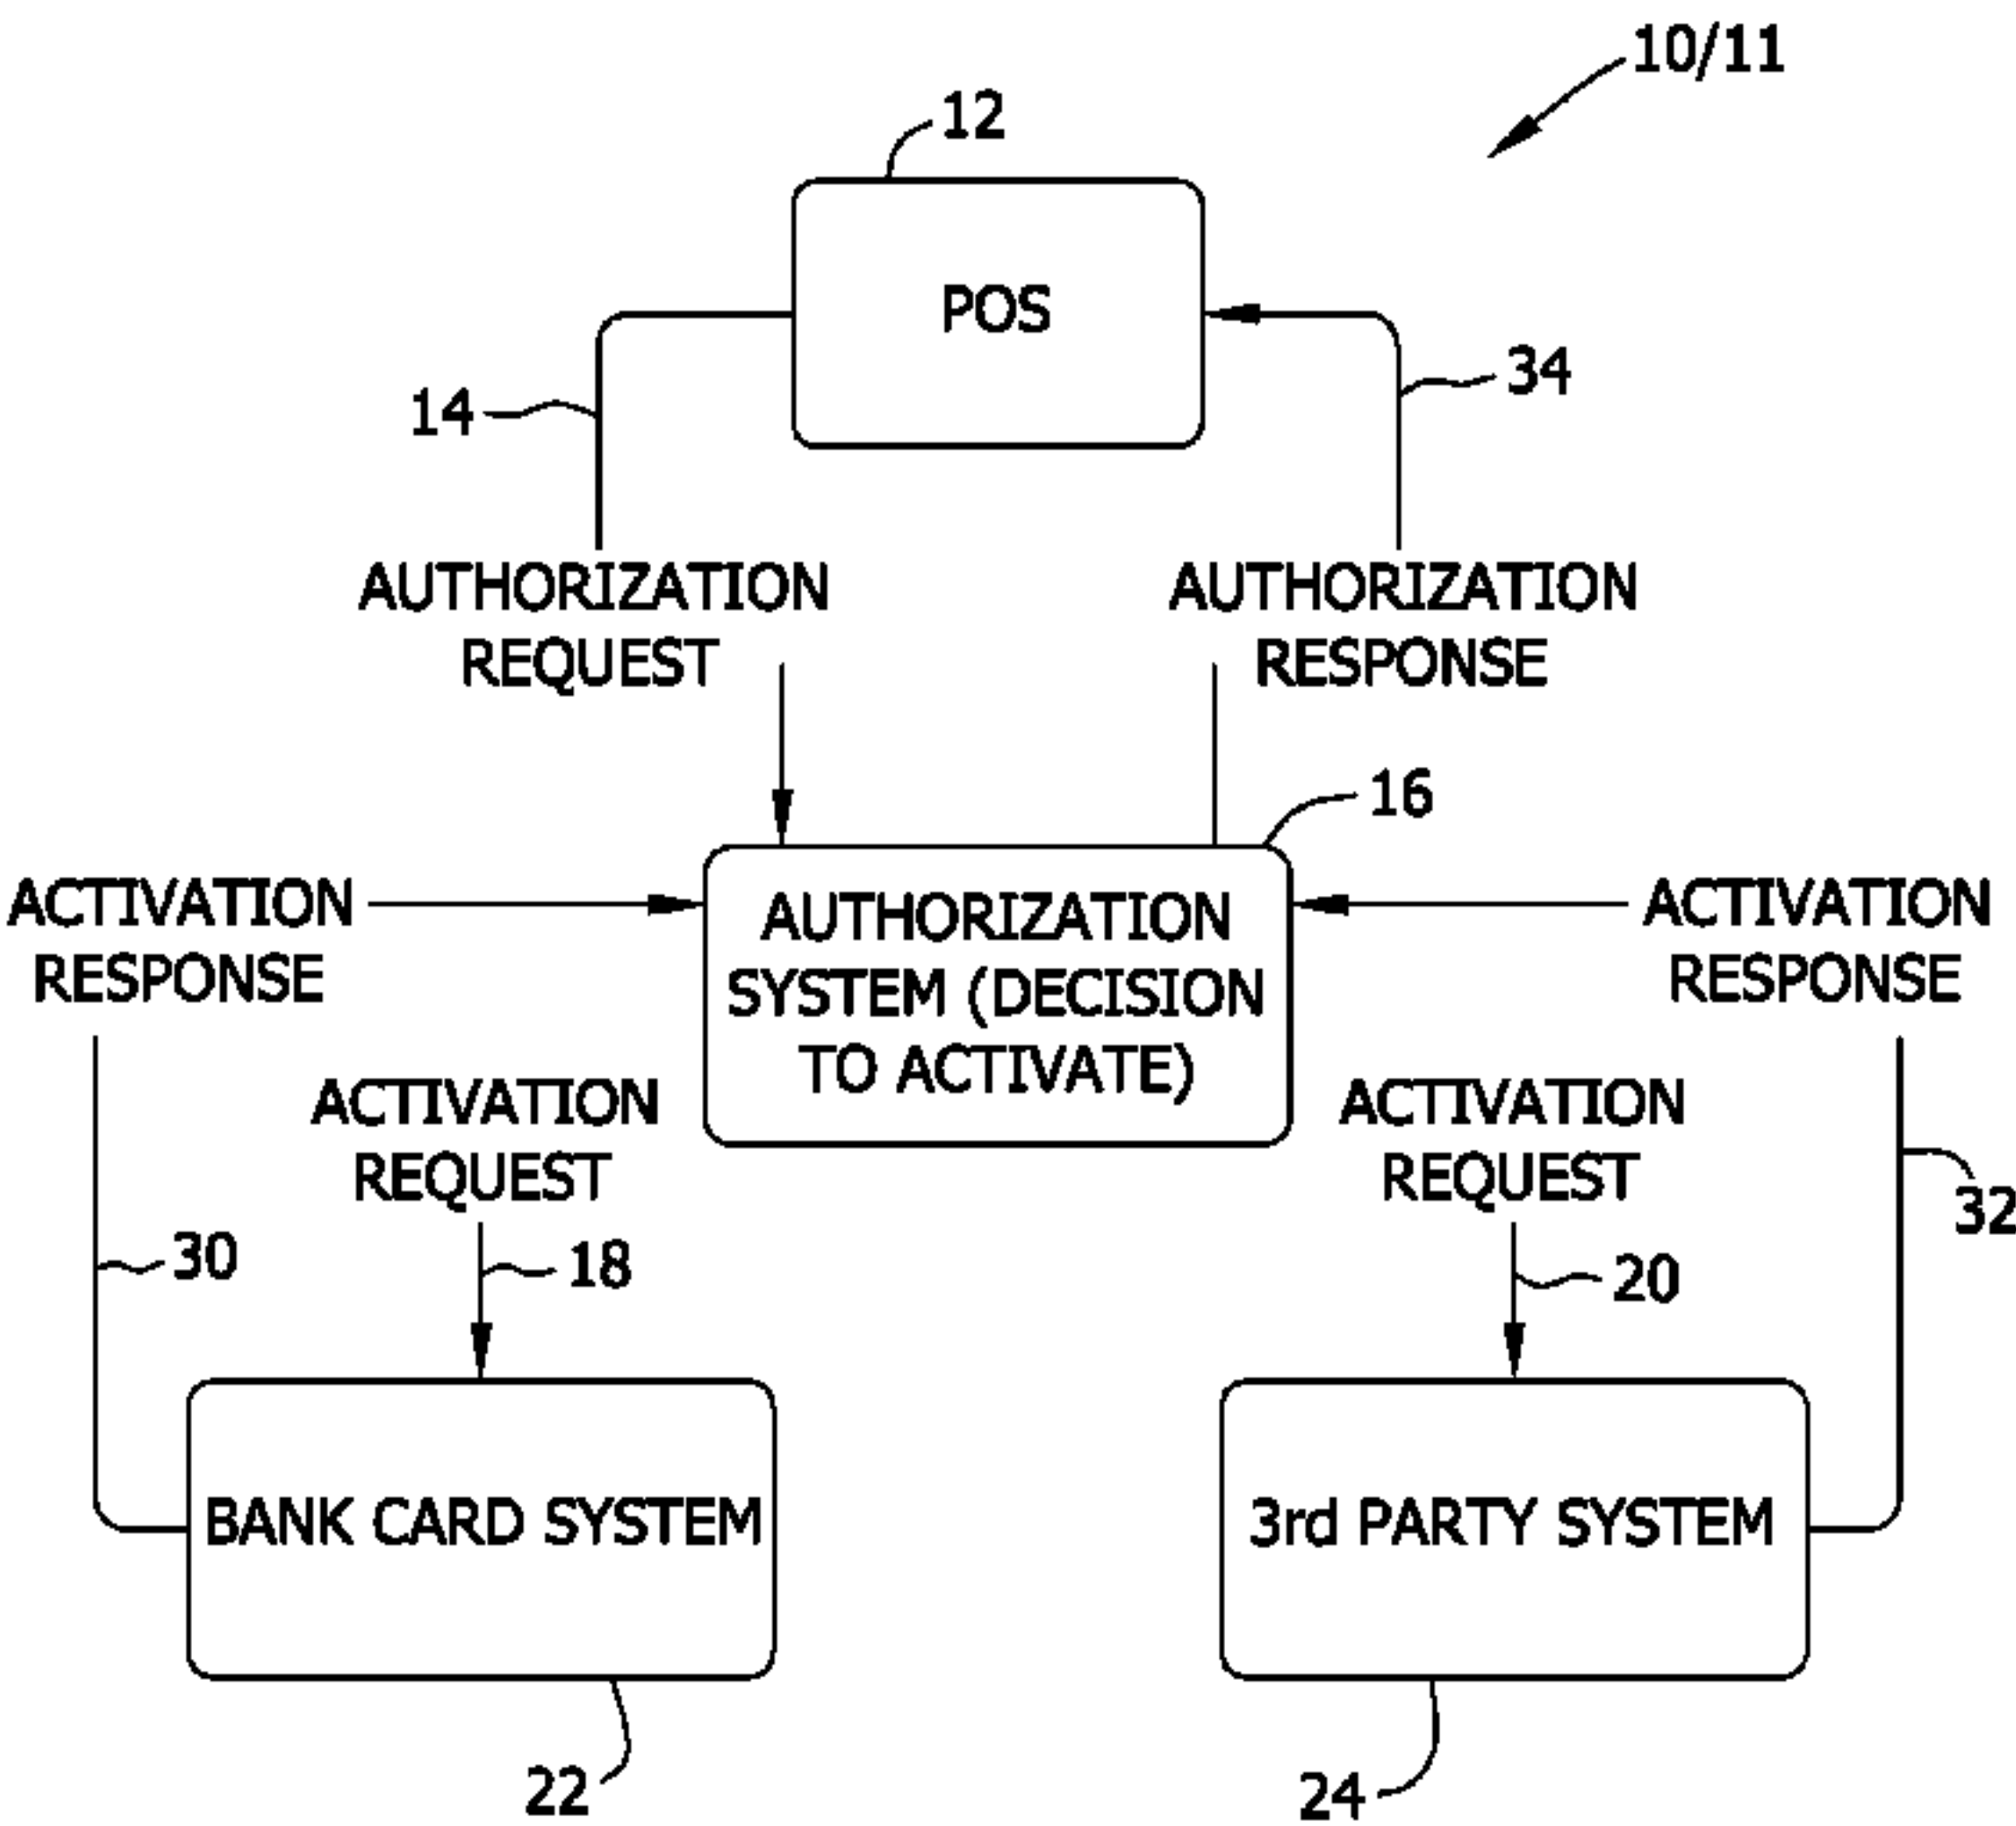 10/11
12
POS
34
14
AUTHORIZATION
REQUEST
AUTHORIZATION
RESPONSE
16
ACTIVATION
RESPONSE
AUTHORIZATION
SYSTEM (DECISION
TO ACTIVATE)
ACTIVATION
RESPONSE
ACTIVATION
REQUEST
ACTIVATION
REQUEST
30
18
20
32
BANK CARD SYSTEM
3rd PARTY SYSTEM
22
24